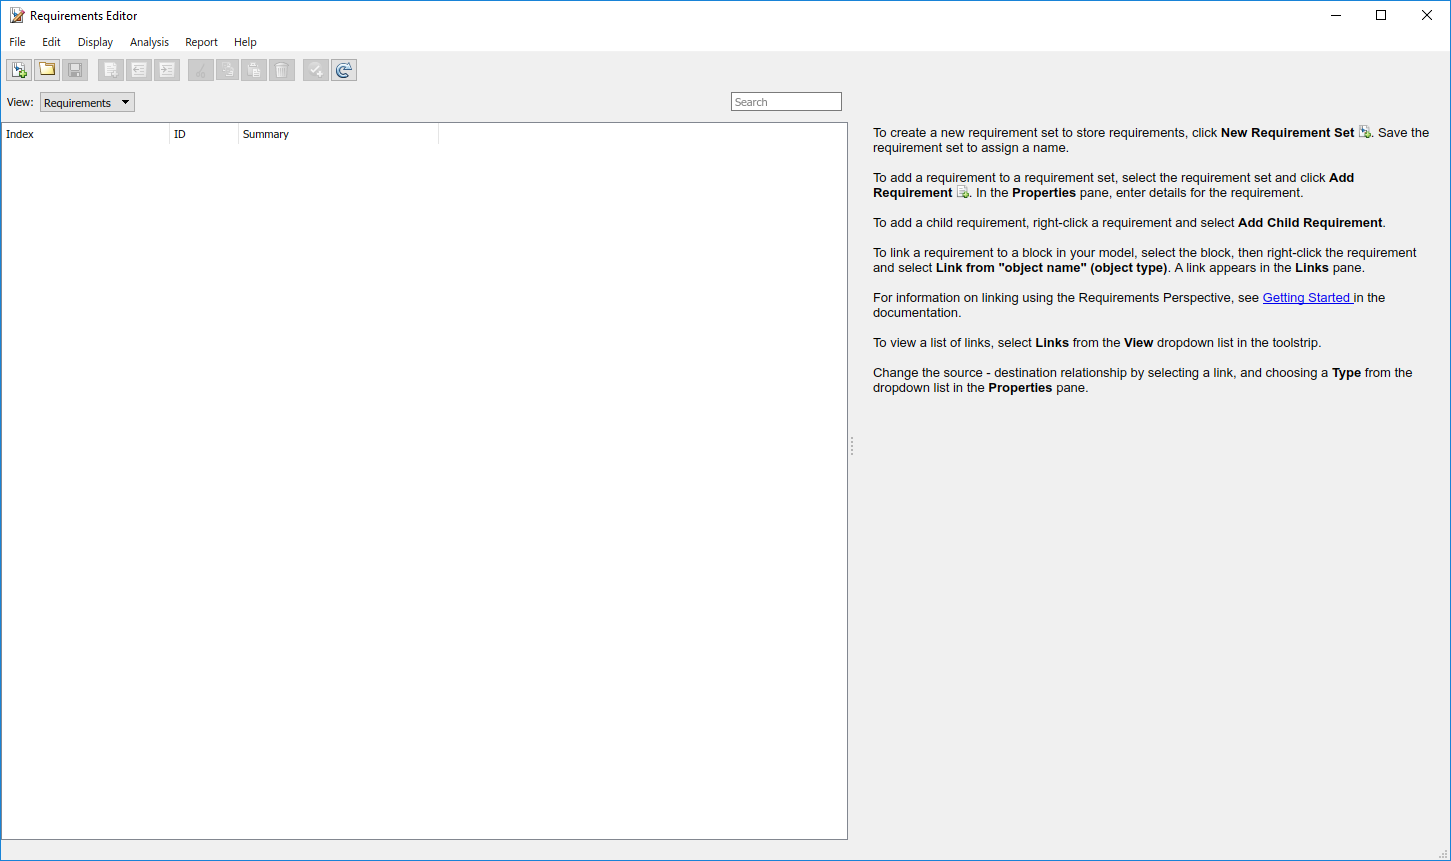 Requirements Editor
File Edit Display Analysis Report Help
View: Requirements
Search
Index ID Summary
To create a new requirement set to store requirements, click New Requirement Set . Save the
requirement set to assign a name.
To add a requirement to a requirement set, select the requirement set and click Add
Requirement . In the Properties pane, enter details for the requirement.
To add a child requirement, right-click a requirement and select Add Child Requirement.
To link a requirement to a block in your model, select the block, then right-click the requirement
and select Link from "object name" (object type). A link appears in the Links pane.
For information on linking using the Requirements Perspective, see Getting Started in the
documentation.
To view a list of links, select Links from the View dropdown list in the toolstrip.
Change the source - destination relationship by selecting a link, and choosing a Type from the
dropdown list in the Properties pane.